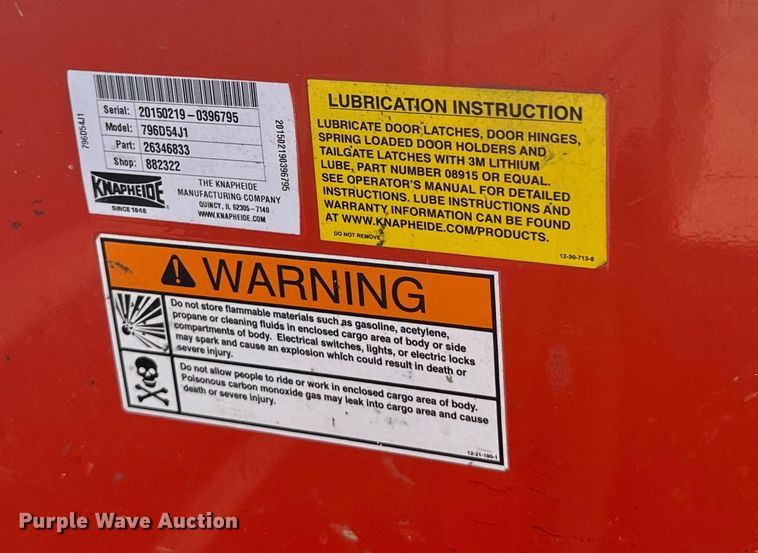 796D54J1
Serial: 20150219-0396795
Model: 796D54J1
Part: 26346833
Shop: 882322
201502190396795
KNAPHEIDE
SINCE 1848
THE KNAPHEIDE
MANUFACTURING COMPANY
QUINCY, IL 62305-7140
WWW.KNAPHEIDE.COM
LUBRICATION INSTRUCTION
LUBRICATE DOOR LATCHES, DOOR HINGES,
SPRING LOADED DOOR HOLDERS AND
TAILGATE LATCHES WITH 3M LITHIUM
LUBE, PART NUMBER 08915 OR EQUAL.
SEE OPERATOR'S MANUAL FOR DETAILED
INSTRUCTIONS. LUBE INSTRUCTIONS AND
WARRANTY INFORMATION CAN BE FOUND
AT WWW.KNAPHEIDE.COM/PRODUCTS.
DO NOT REMOVE
12-30-713-6
WARNING
Do not store flammable materials such as gasoline, acetylene,
propane or cleaning fluids in enclosed cargo area of body or side
compartments of body. Electrical switches, lights, or electric locks
may spark and cause an explosion which could result in death or
severe injury.
Do not allow people to ride or work in enclosed cargo area of body.
Poisonous carbon monoxide gas may leak into cargo area and cause
death or severe injury.
12-21-180-1
Purple Wave Auction